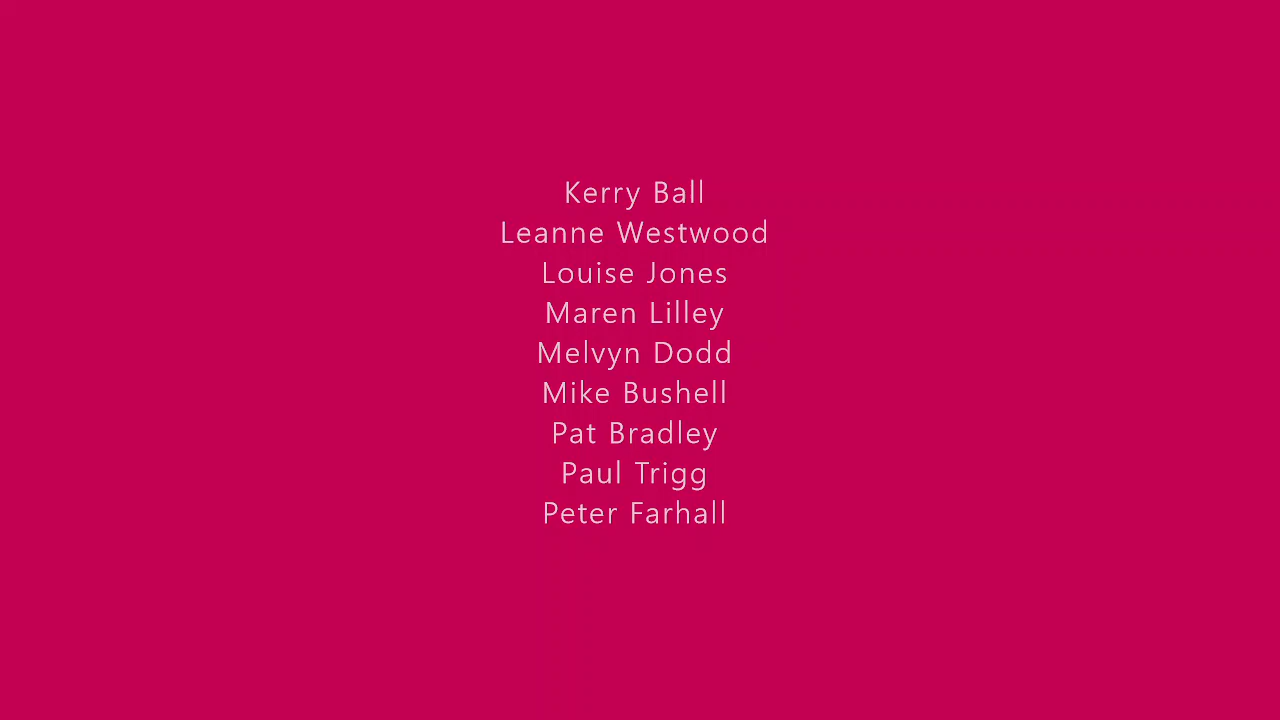 Kerry Ball
Leanne Westwood
Louise Jones
Maren Lilley
Melvyn Dodd
Mike Bushell
Pat Bradley
Paul Trigg
Peter Farhall